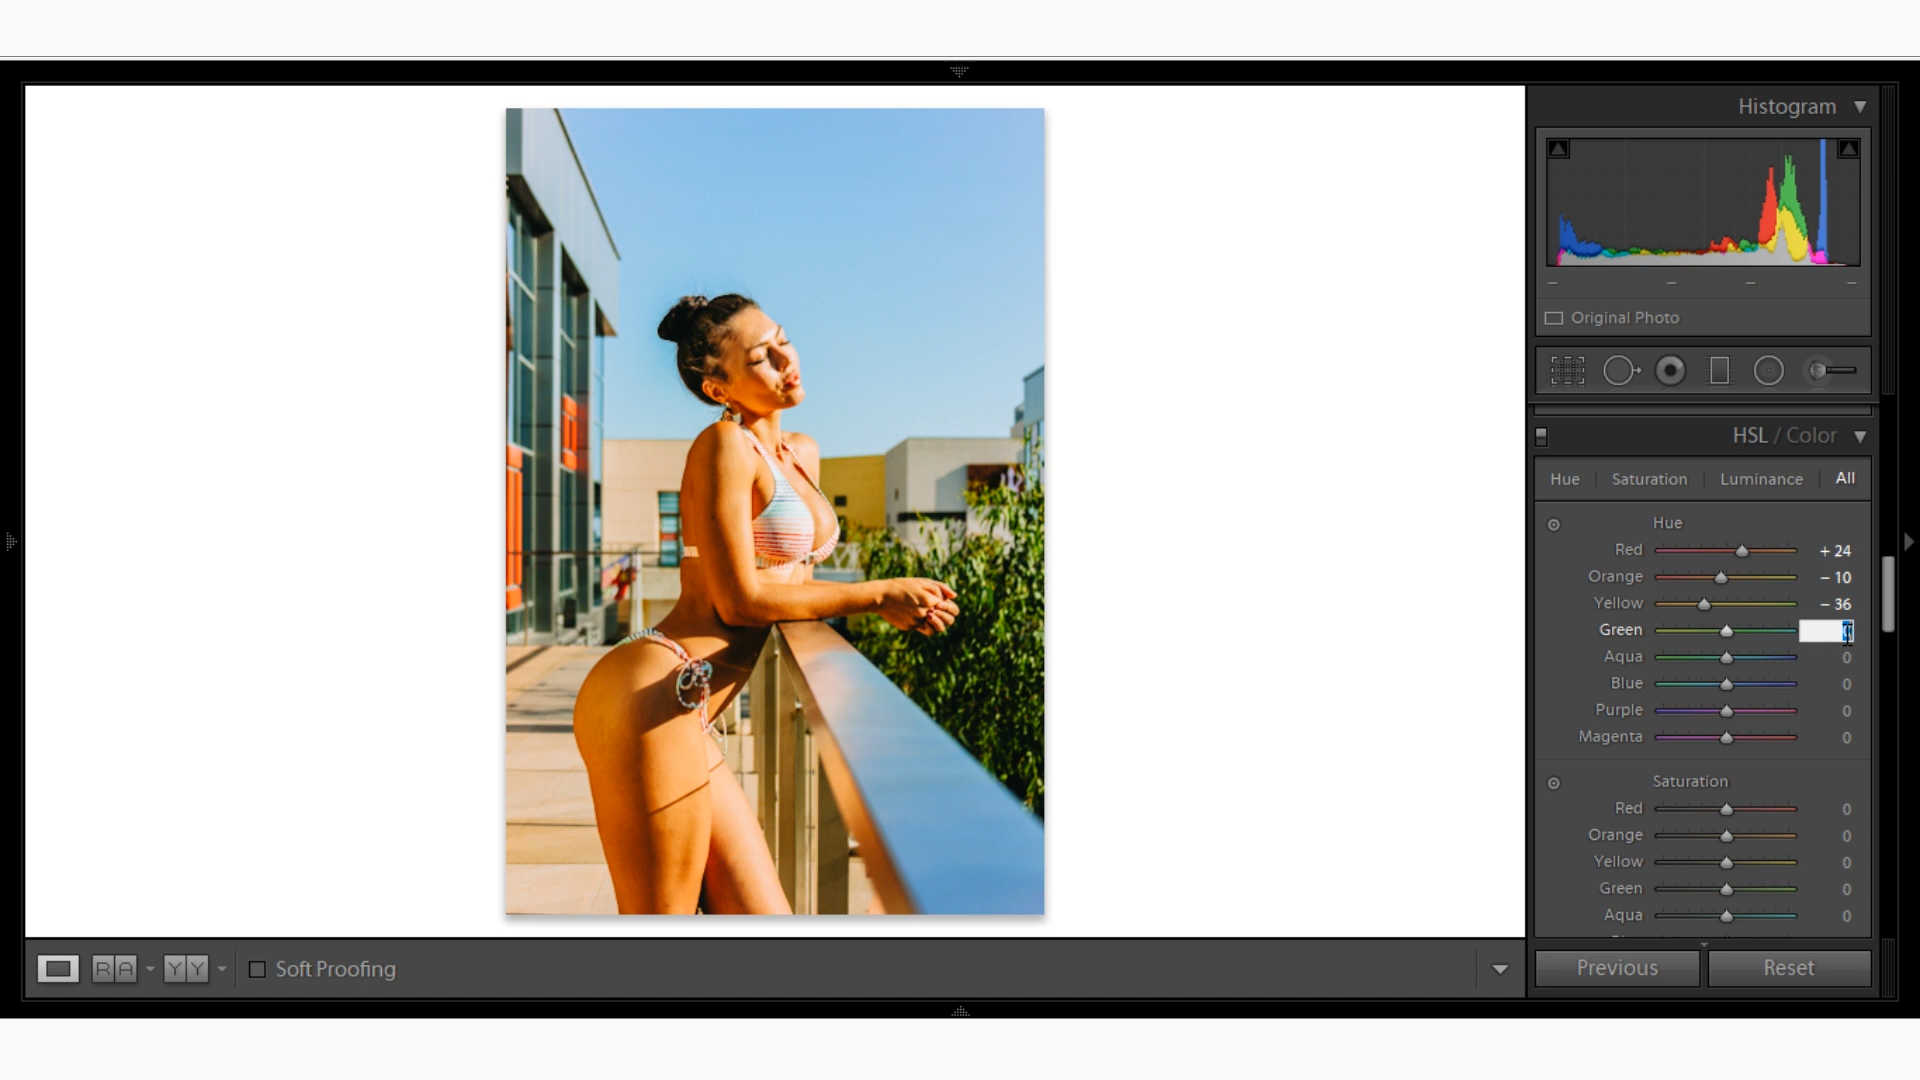 Histogram
Original Photo
HSL / Color
Hue Saturation Luminance All
Hue
Red + 24
Orange – 10
Yellow – 36
Green
Aqua 0
Blue 0
Purple 0
Magenta 0
Saturation
Red 0
Orange 0
Yellow 0
Green 0
Aqua 0
R A Y Y Soft Proofing
Previous Reset